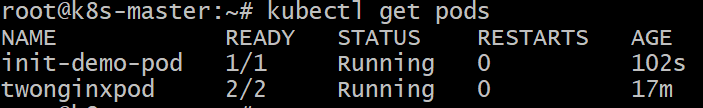 root@k8s-master:~# kubectl get pods
NAME READY STATUS RESTARTS AGE
init-demo-pod 1/1 Running 0 102s
twonginxpod 2/2 Running 0 17m